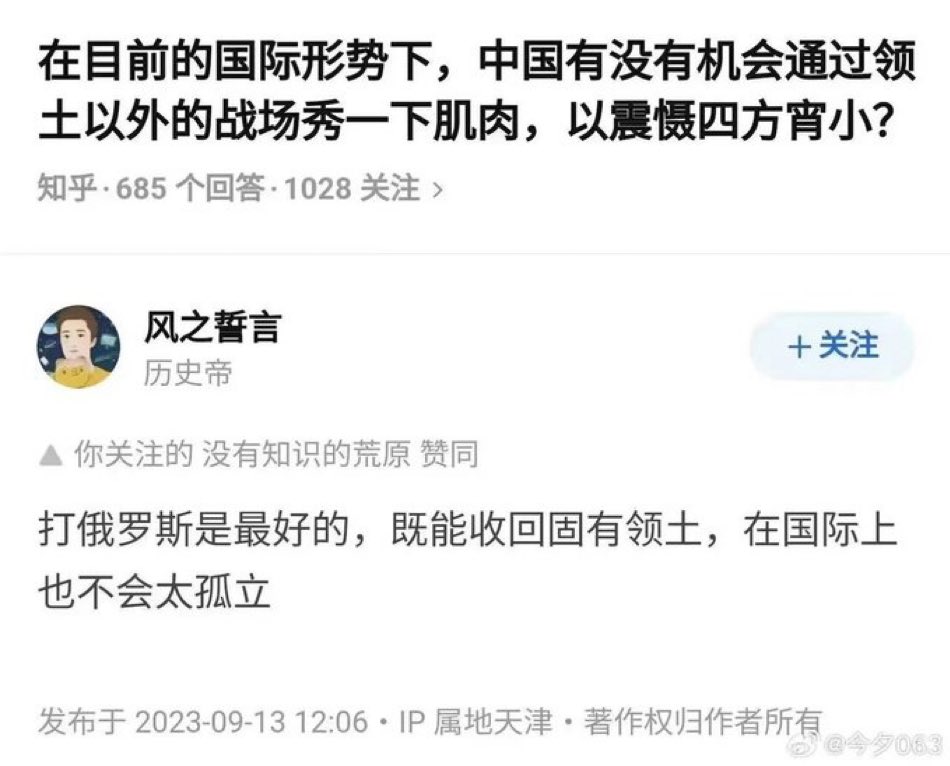 在目前的国际形势下，中国有没有机会通过领
土以外的战场秀一下肌肉，以震慑四方宵小？
知乎·685 个回答·1028 关注 >
风之誓言
历史帝
+关注
▲ 你关注的 没有知识的荒原 赞同
打俄罗斯是最好的，既能收回固有领土，在国际上
也不会太孤立
发布于 2023-09-13 12:06・IP 属地天津・著作权归作者所有
@今夕063